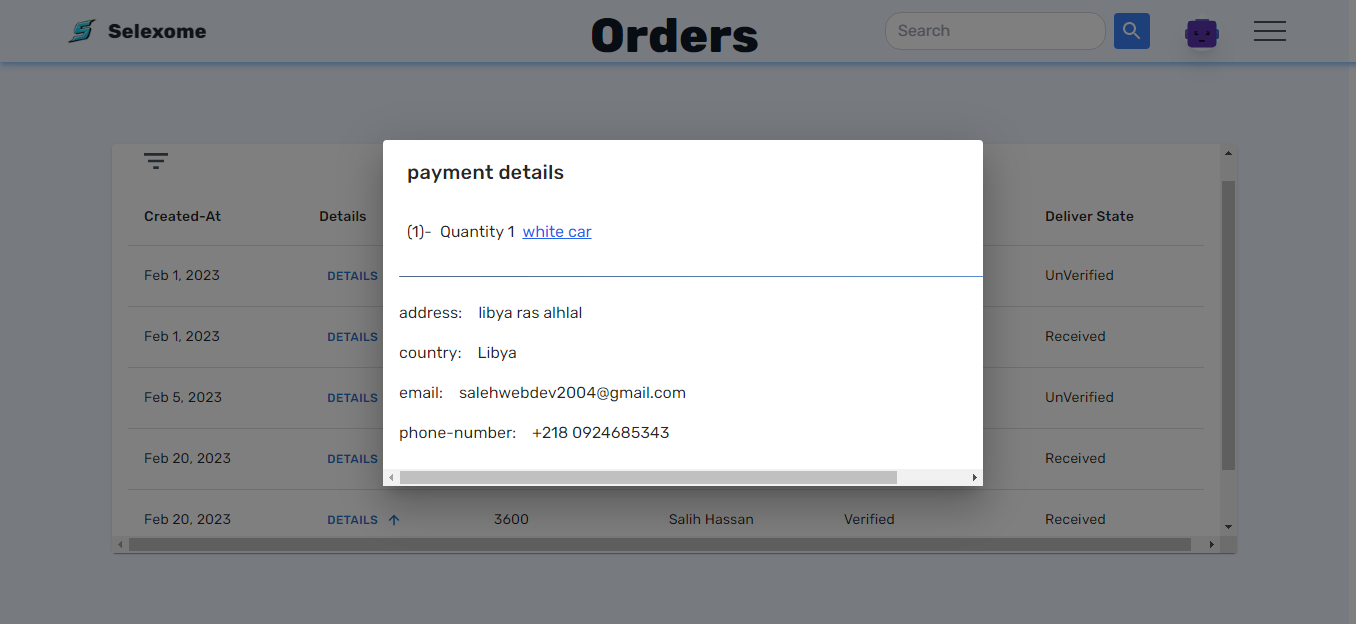 Selexome
Orders
Search
payment details
(1)- Quantity 1 white car
address: libya ras alhlal
country: Libya
email: salehwebdev2004@gmail.com
phone-number: +218 0924685343
Created-At Details Deliver State
Feb 1, 2023 DETAILS UnVerified
Feb 1, 2023 DETAILS Received
Feb 5, 2023 DETAILS UnVerified
Feb 20, 2023 DETAILS Received
Feb 20, 2023 DETAILS 3600 Salih Hassan Verified Received